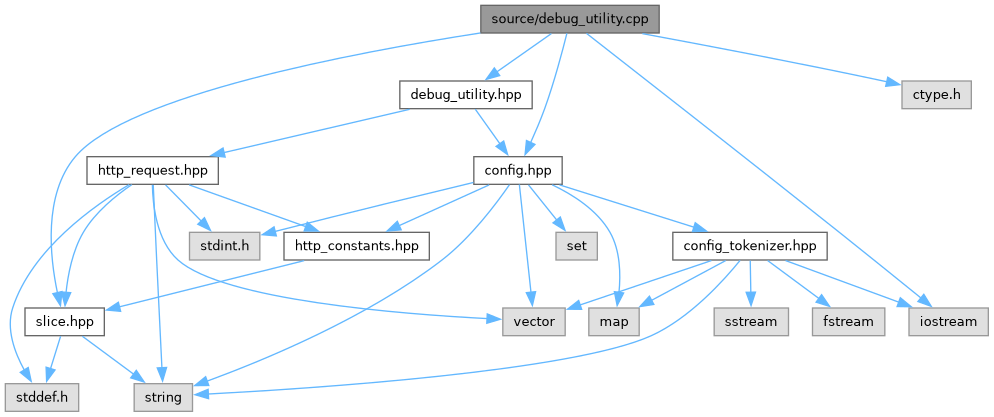 source/debug_utility.cpp
debug_utility.hpp
ctype.h
http_request.hpp
config.hpp
stdint.h
http_constants.hpp
set
config_tokenizer.hpp
slice.hpp
vector
map
sstream
fstream
iostream
stddef.h
string